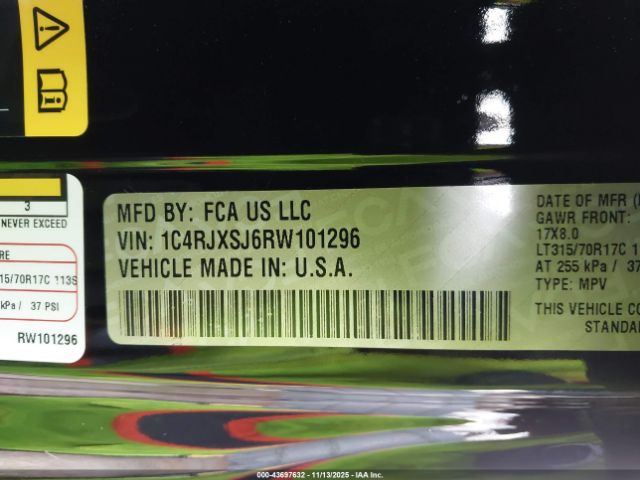 3
NEVER EXCEED
15/70R17C 113S
kPa / 37 PSI
RW101296
MFD BY: FCA US LLC
VIN: 1C4RJXSJ6RW101296
VEHICLE MADE IN: U.S.A.
DATE OF MFR
GAWR FRONT:
17X8.0
LT315/70R17C 1
AT 255 kPa / 37
TYPE: MPV
THIS VEHICLE CO
STANDA
000-43697632 - 11/13/2025 - IAA Inc.